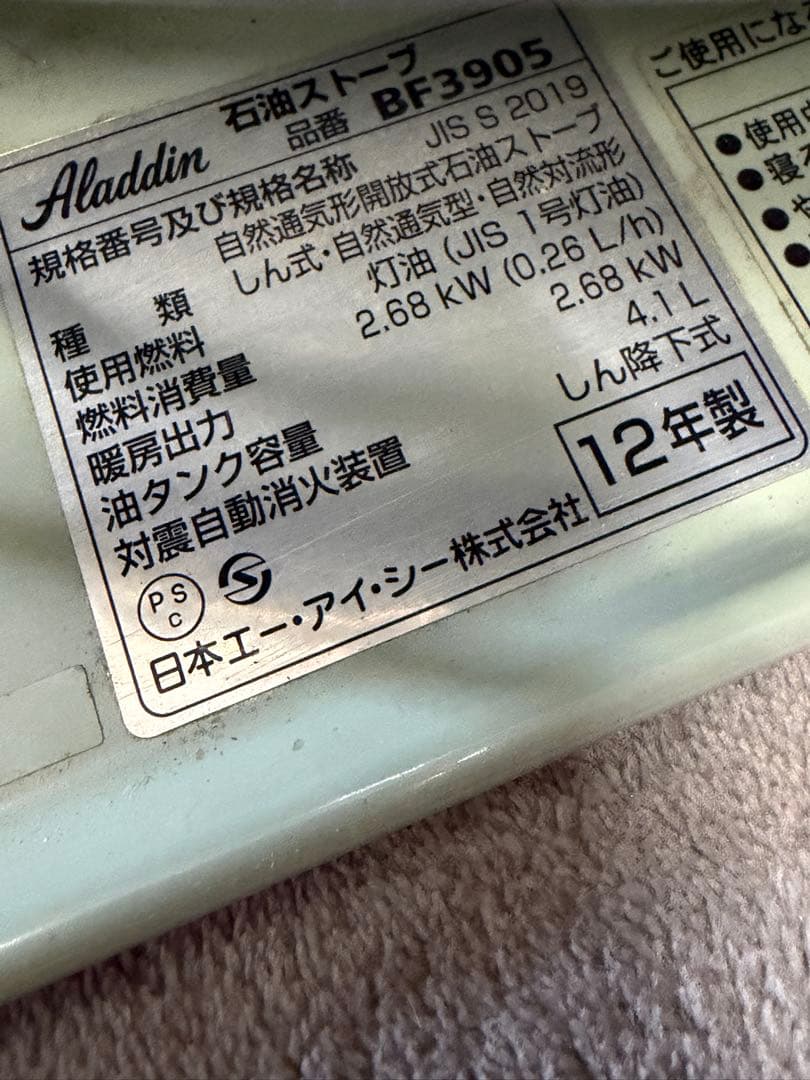 Aladdin 石油ストーブ
品番 BF3905
規格番号及び規格名称 JIS S 2019
自然通気形開放式石油ストーブ
種類 しん式・自然通気型・自然対流形
使用燃料 灯油 (JIS 1号灯油)
燃料消費量 2.68 kW (0.26 L/h)
暖房出力 2.68 kW
油タンク容量 4.1 L
対震自動消火装置 しん降下式
12年製
PS
C
日本エー・アイ・シー株式会社
ご使用にな
●使用
●寝
●や